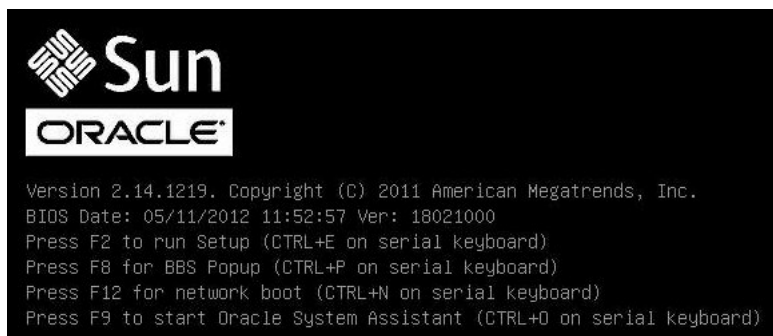 Sun
ORACLE
Version 2.14.1219. Copyright (C) 2011 American Megatrends, Inc.
BIOS Date: 05/11/2012 11:52:57 Ver: 18021000
Press F2 to run Setup (CTRL+E on serial keyboard)
Press F8 for BBS Popup (CTRL+P on serial keyboard)
Press F12 for network boot (CTRL+N on serial keyboard)
Press F9 to start Oracle System Assistant (CTRL+O on serial keyboard)